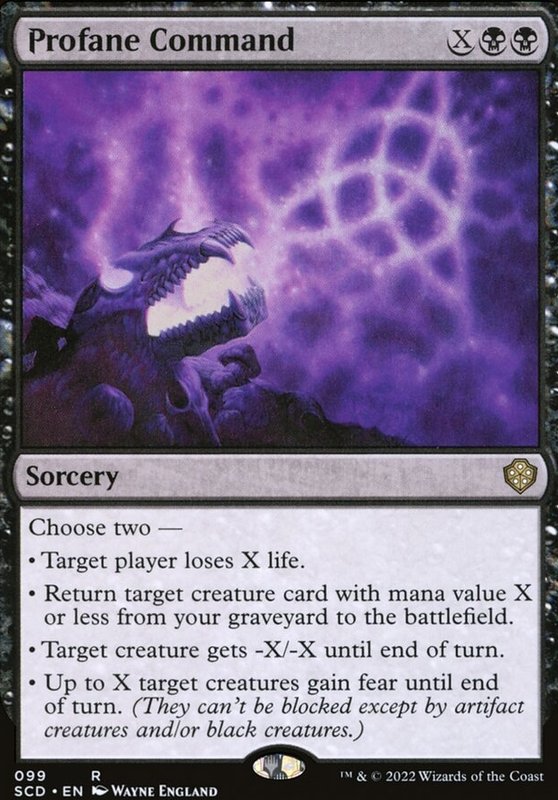 Profane Command X
Sorcery
Choose two —
• Target player loses X life.
• Return target creature card with mana value X
or less from your graveyard to the battlefield.
• Target creature gets -X/-X until end of turn.
• Up to X target creatures gain fear until end
of turn. (They can't be blocked except by artifact
creatures and/or black creatures.)
099 R
SCD • EN WAYNE ENGLAND
™ & © 2022 Wizards of the Coast